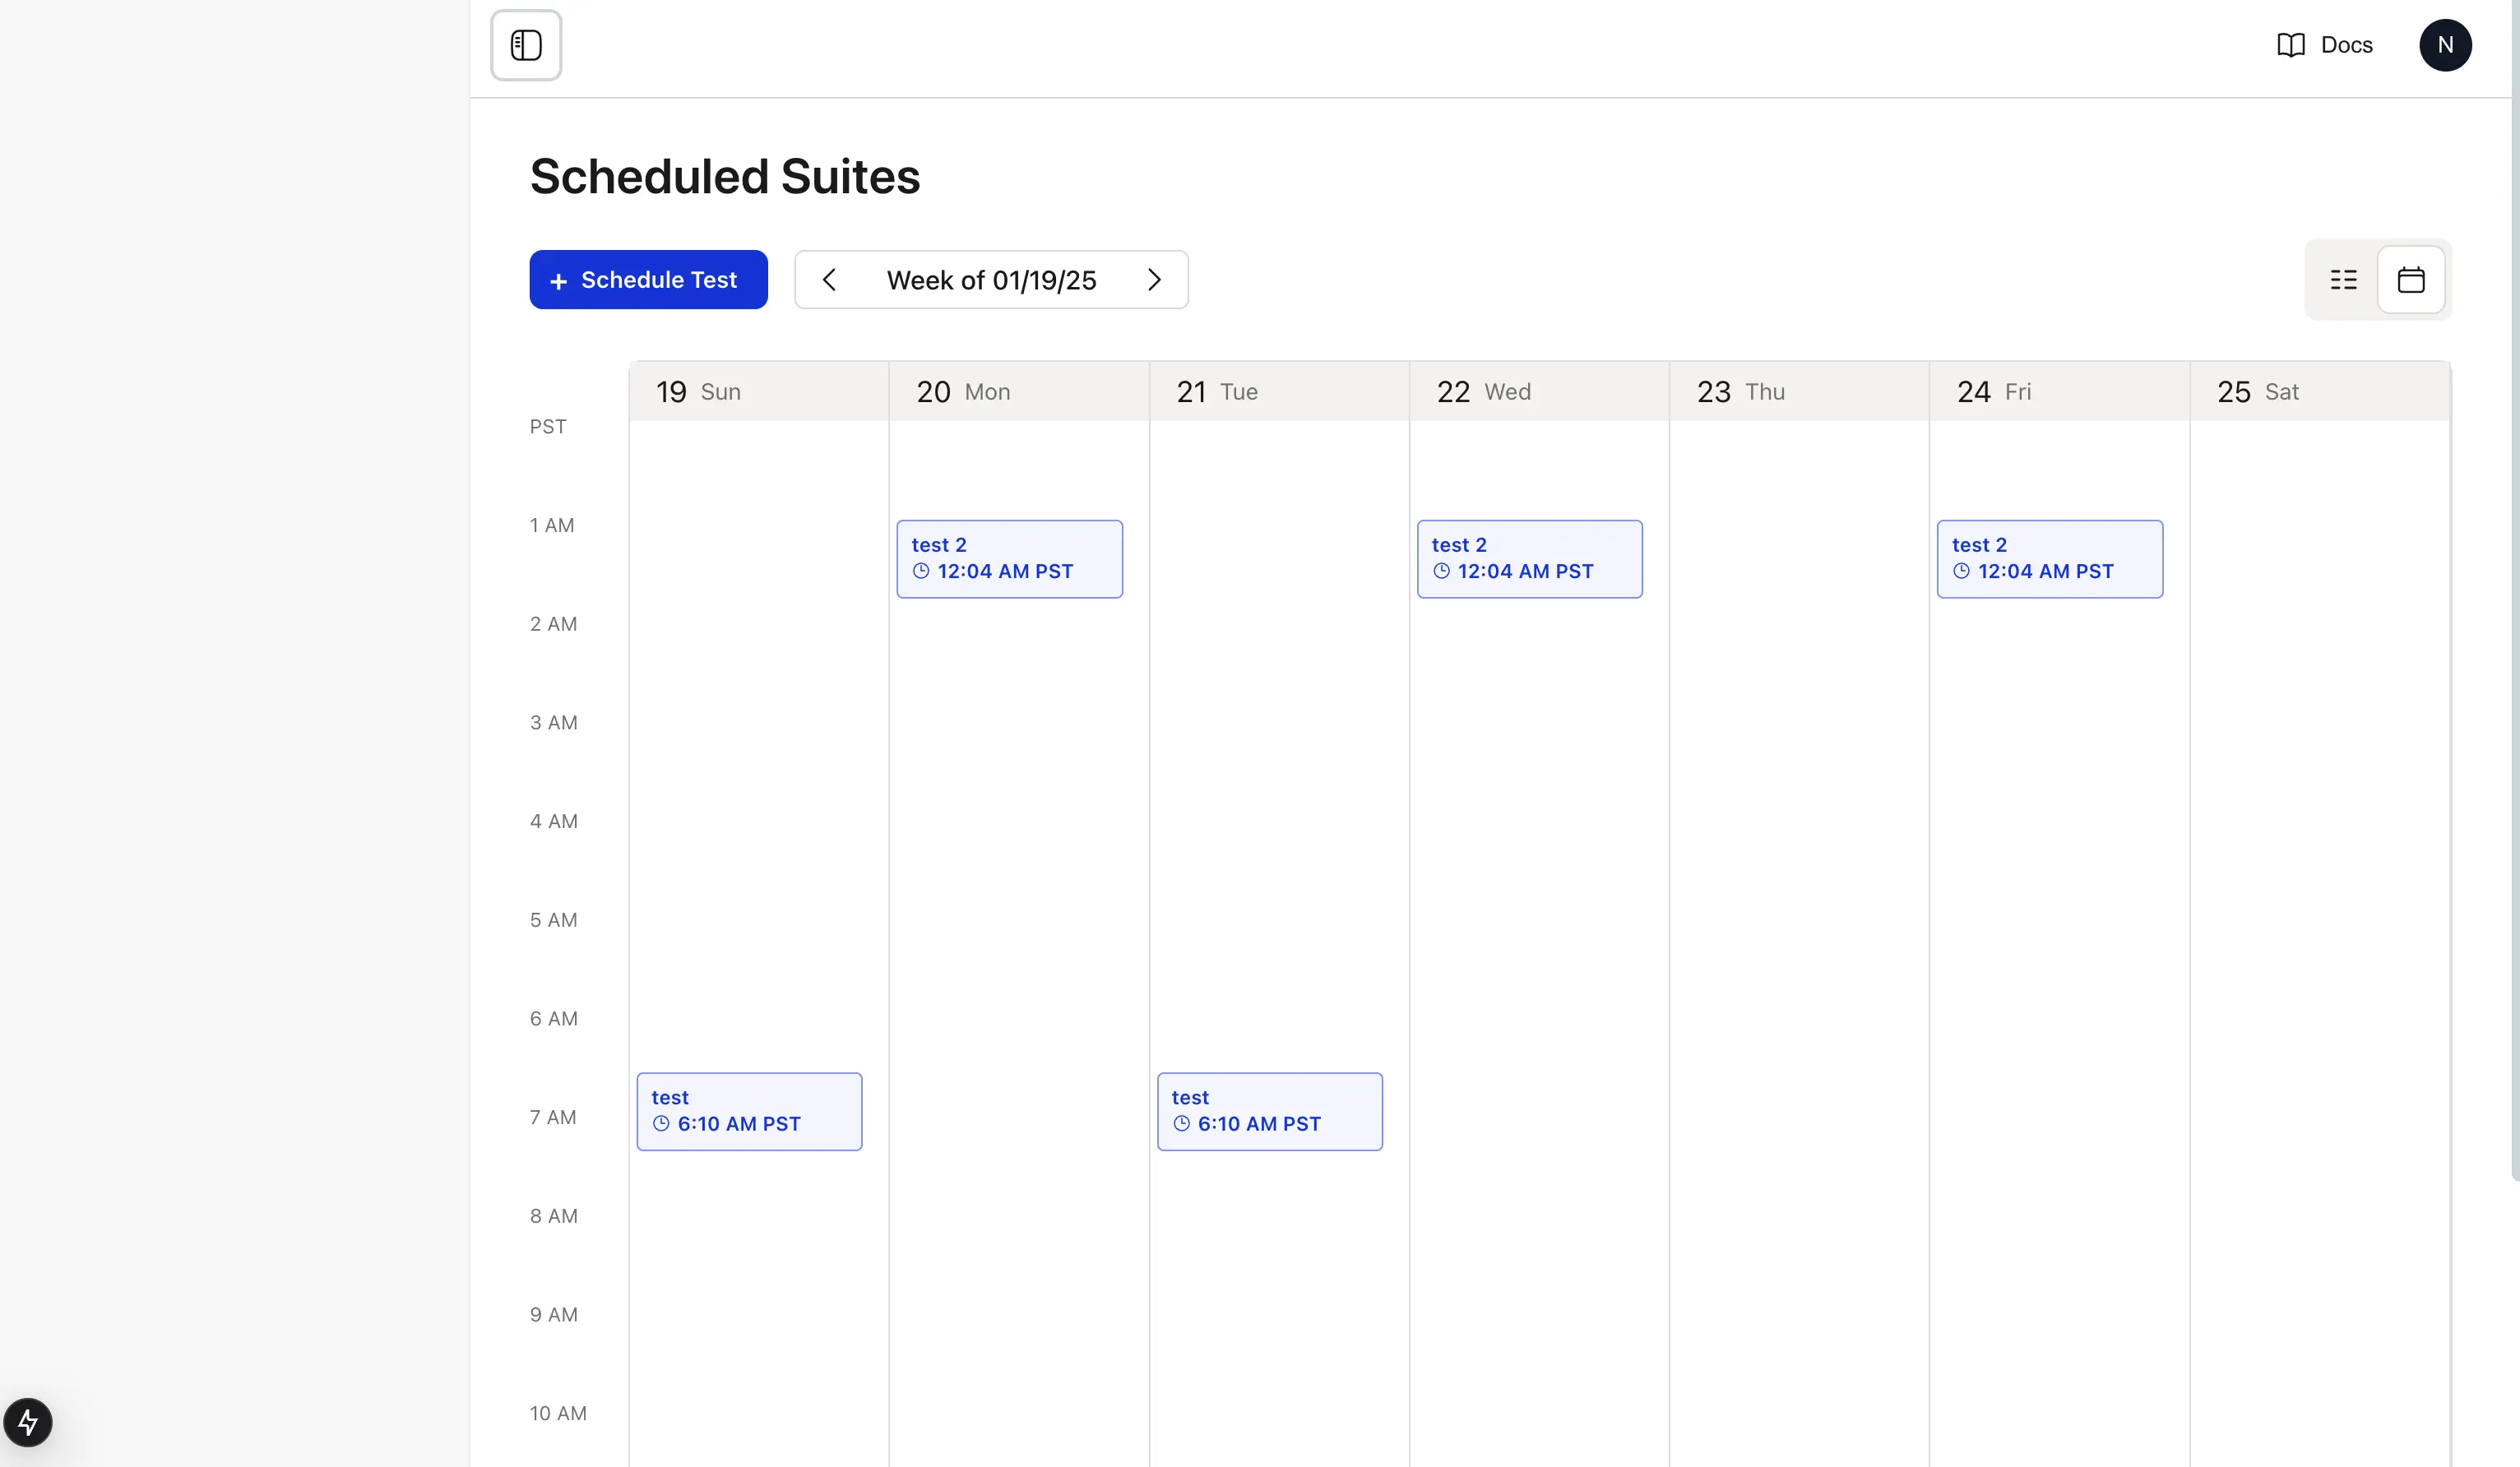 Docs
N
Scheduled Suites
+ Schedule Test
Week of 01/19/25
19 Sun
20 Mon
21 Tue
22 Wed
23 Thu
24 Fri
25 Sat
PST
1 AM
test 2
12:04 AM PST
test 2
12:04 AM PST
test 2
12:04 AM PST
2 AM
3 AM
4 AM
5 AM
6 AM
test
6:10 AM PST
test
6:10 AM PST
7 AM
8 AM
9 AM
10 AM